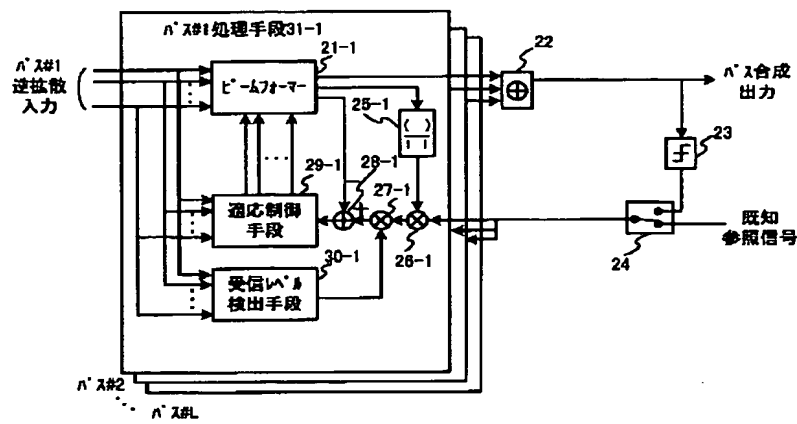 パス#1処理手段31-1
パス#1
逆拡散
入力
21-1
ビームフォーマー
22
パス合成
出力
25-1
( )
| |
23
29-1
28-1
27-1
適応制御
手段
+
-
26-1
24
既知
参照信号
30-1
受信レベル
検出手段
パス#2
パス#L